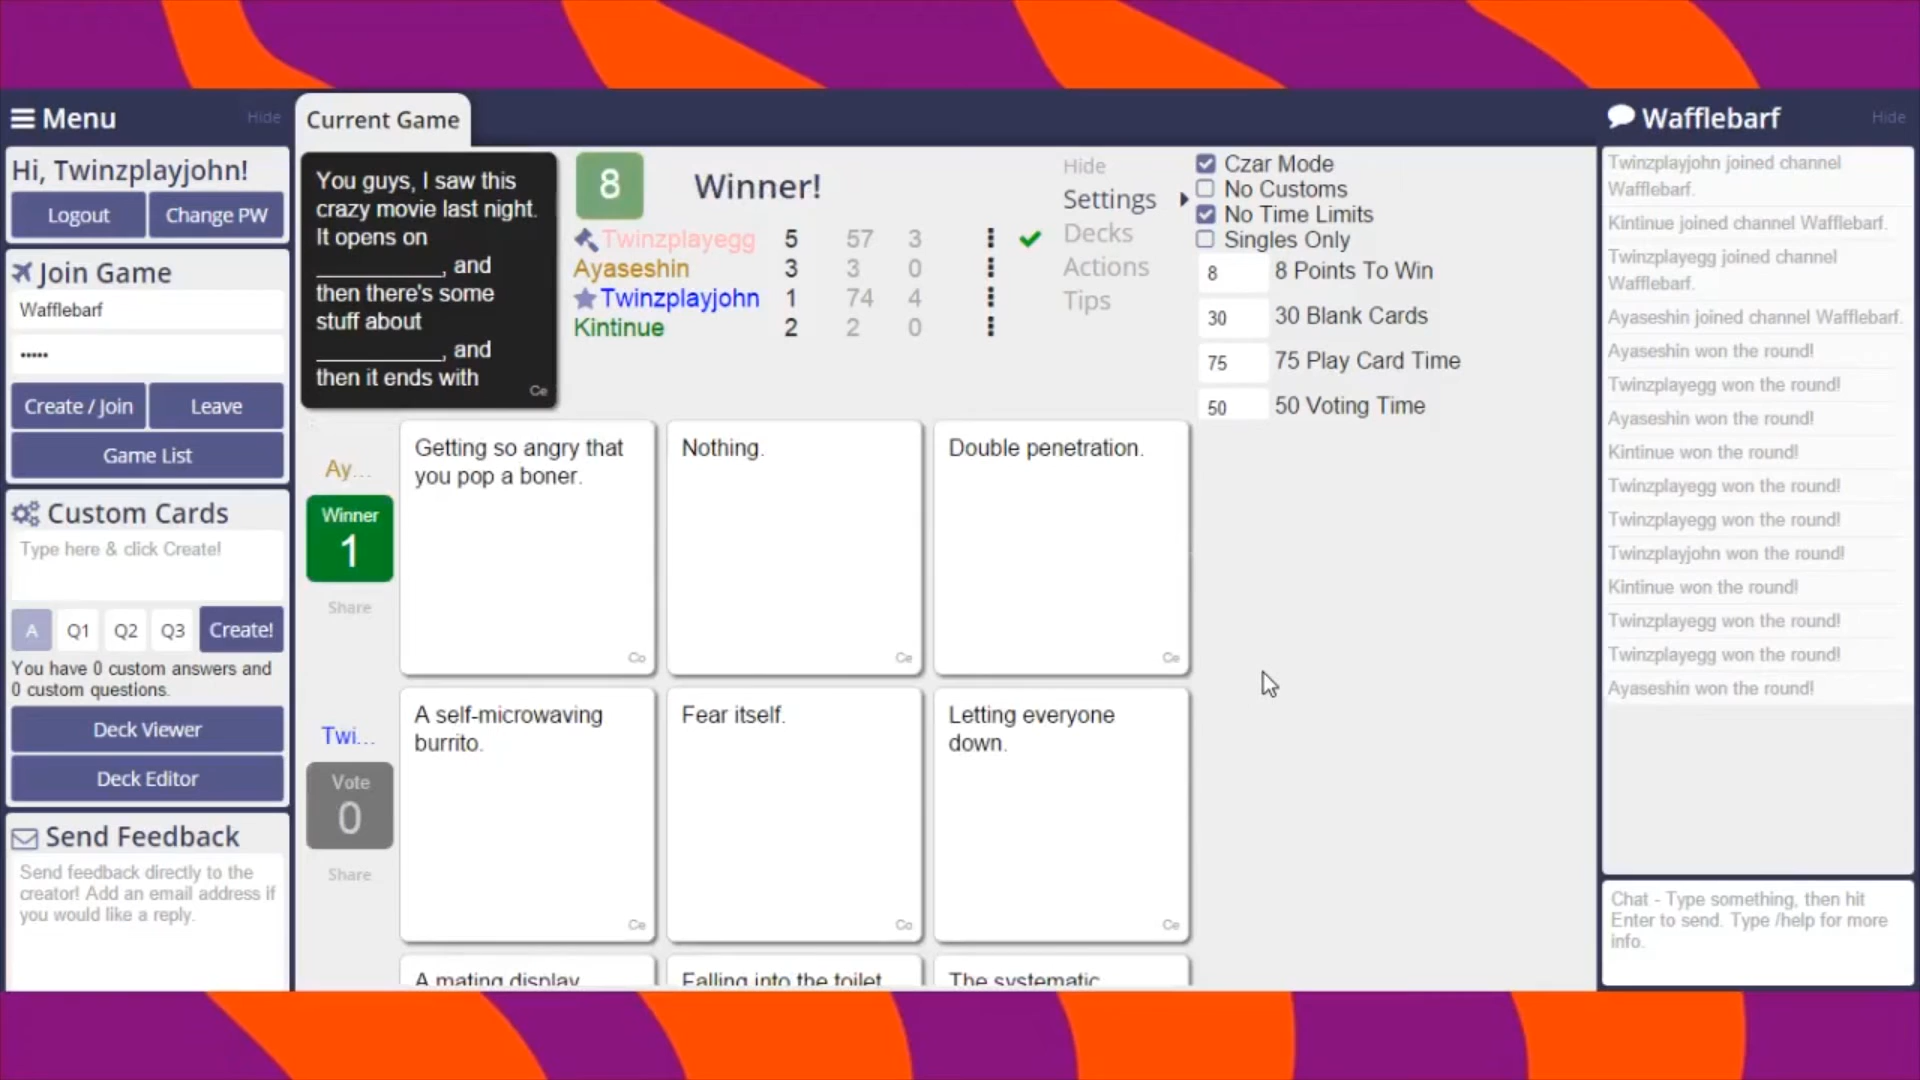 Menu
Hide
Hi, Twinzplayjohn!
Logout
Change PW
Join Game
Wafflebarf
•••••
Create / Join
Leave
Game List
Custom Cards
Type here & click Create!
A
Q1
Q2
Q3
Create!
You have 0 custom answers and
0 custom questions.
Deck Viewer
Deck Editor
Send Feedback
Send feedback directly to the
creator! Add an email address if
you would like a reply.
Current Game
You guys, I saw this
crazy movie last night.
It opens on
__________, and
then there's some
stuff about
__________, and
then it ends with
Ce
8
Winner!
Twinzplayegg 5 57 3
Ayaseshin 3 3 0
Twinzplayjohn 1 74 4
Kintinue 2 2 0
Hide
Settings
Decks
Actions
Tips
Czar Mode
No Customs
No Time Limits
Singles Only
8 8 Points To Win
30 30 Blank Cards
75 75 Play Card Time
50 50 Voting Time
Ay...
Winner
1
Share
Getting so angry that
you pop a boner.
Co
Nothing.
Ce
Double penetration.
Ce
Twi...
Vote
0
Share
A self-microwaving
burrito.
Ce
Fear itself.
Ca
Letting everyone
down.
Ce
A mating display.
Falling into the toilet.
The systematic
Wafflebarf
Hide
Twinzplayjohn joined channel
Wafflebarf.
Kintinue joined channel Wafflebarf.
Twinzplayegg joined channel
Wafflebarf.
Ayaseshin joined channel Wafflebarf.
Ayaseshin won the round!
Twinzplayegg won the round!
Ayaseshin won the round!
Kintinue won the round!
Twinzplayegg won the round!
Twinzplayegg won the round!
Twinzplayjohn won the round!
Kintinue won the round!
Twinzplayegg won the round!
Twinzplayegg won the round!
Ayaseshin won the round!
Chat - Type something, then hit
Enter to send. Type /help for more
info.